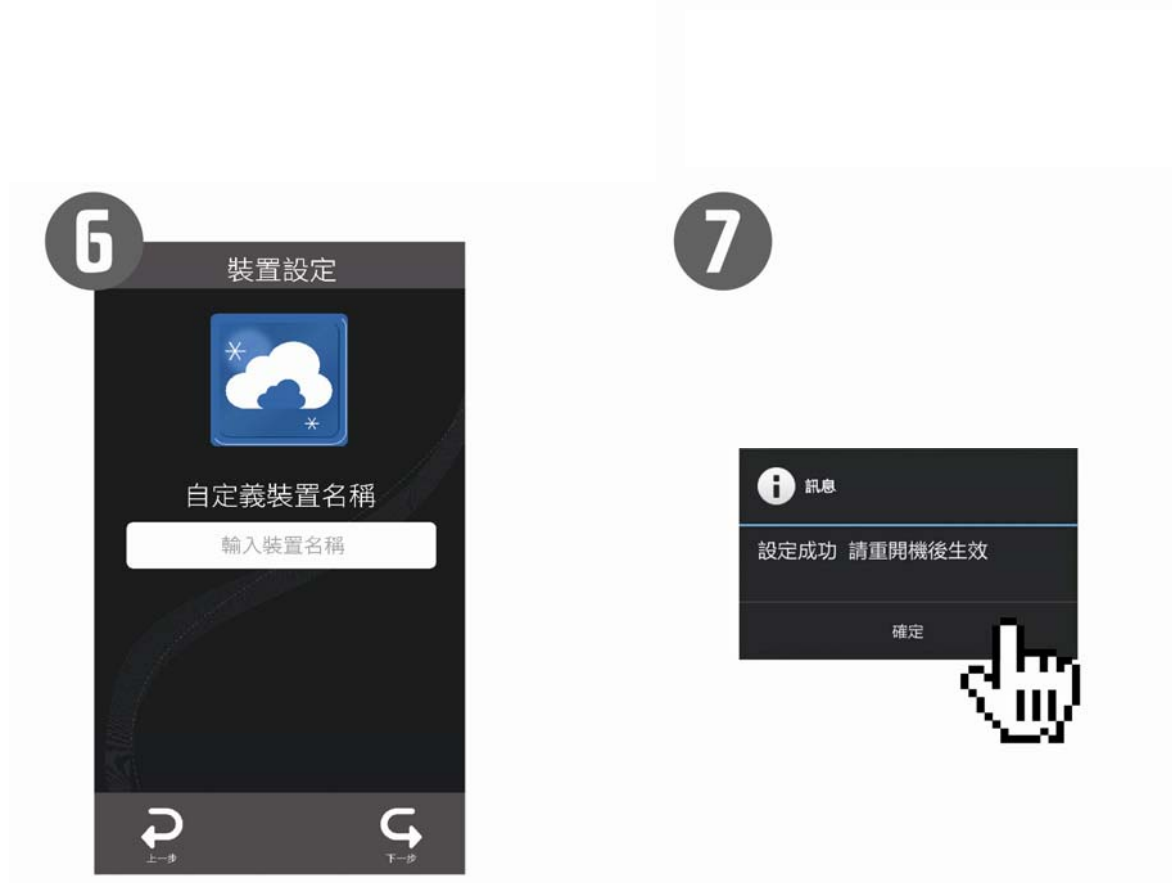 6
裝置設定
自定義裝置名稱
輸入裝置名稱
上一步
下一步
7
訊息
設定成功 請重開機後生效
確定